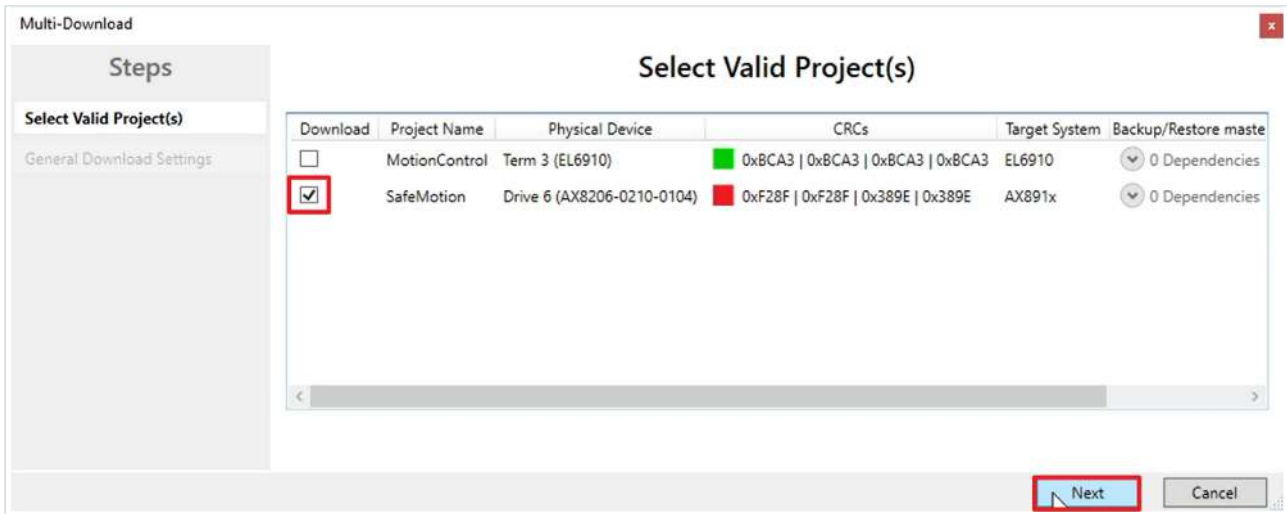 Multi-Download
x
Steps
Select Valid Project(s)
Select Valid Project(s)
General Download Settings
Download Project Name Physical Device CRCs Target System Backup/Restore maste
MotionControl Term 3 (EL6910) 0xBCA3 | 0xBCA3 | 0xBCA3 | 0xBCA3 EL6910 0 Dependencies
SafeMotion Drive 6 (AX8206-0210-0104) 0xF28F | 0xF28F | 0x389E | 0x389E AX891x 0 Dependencies
Next Cancel